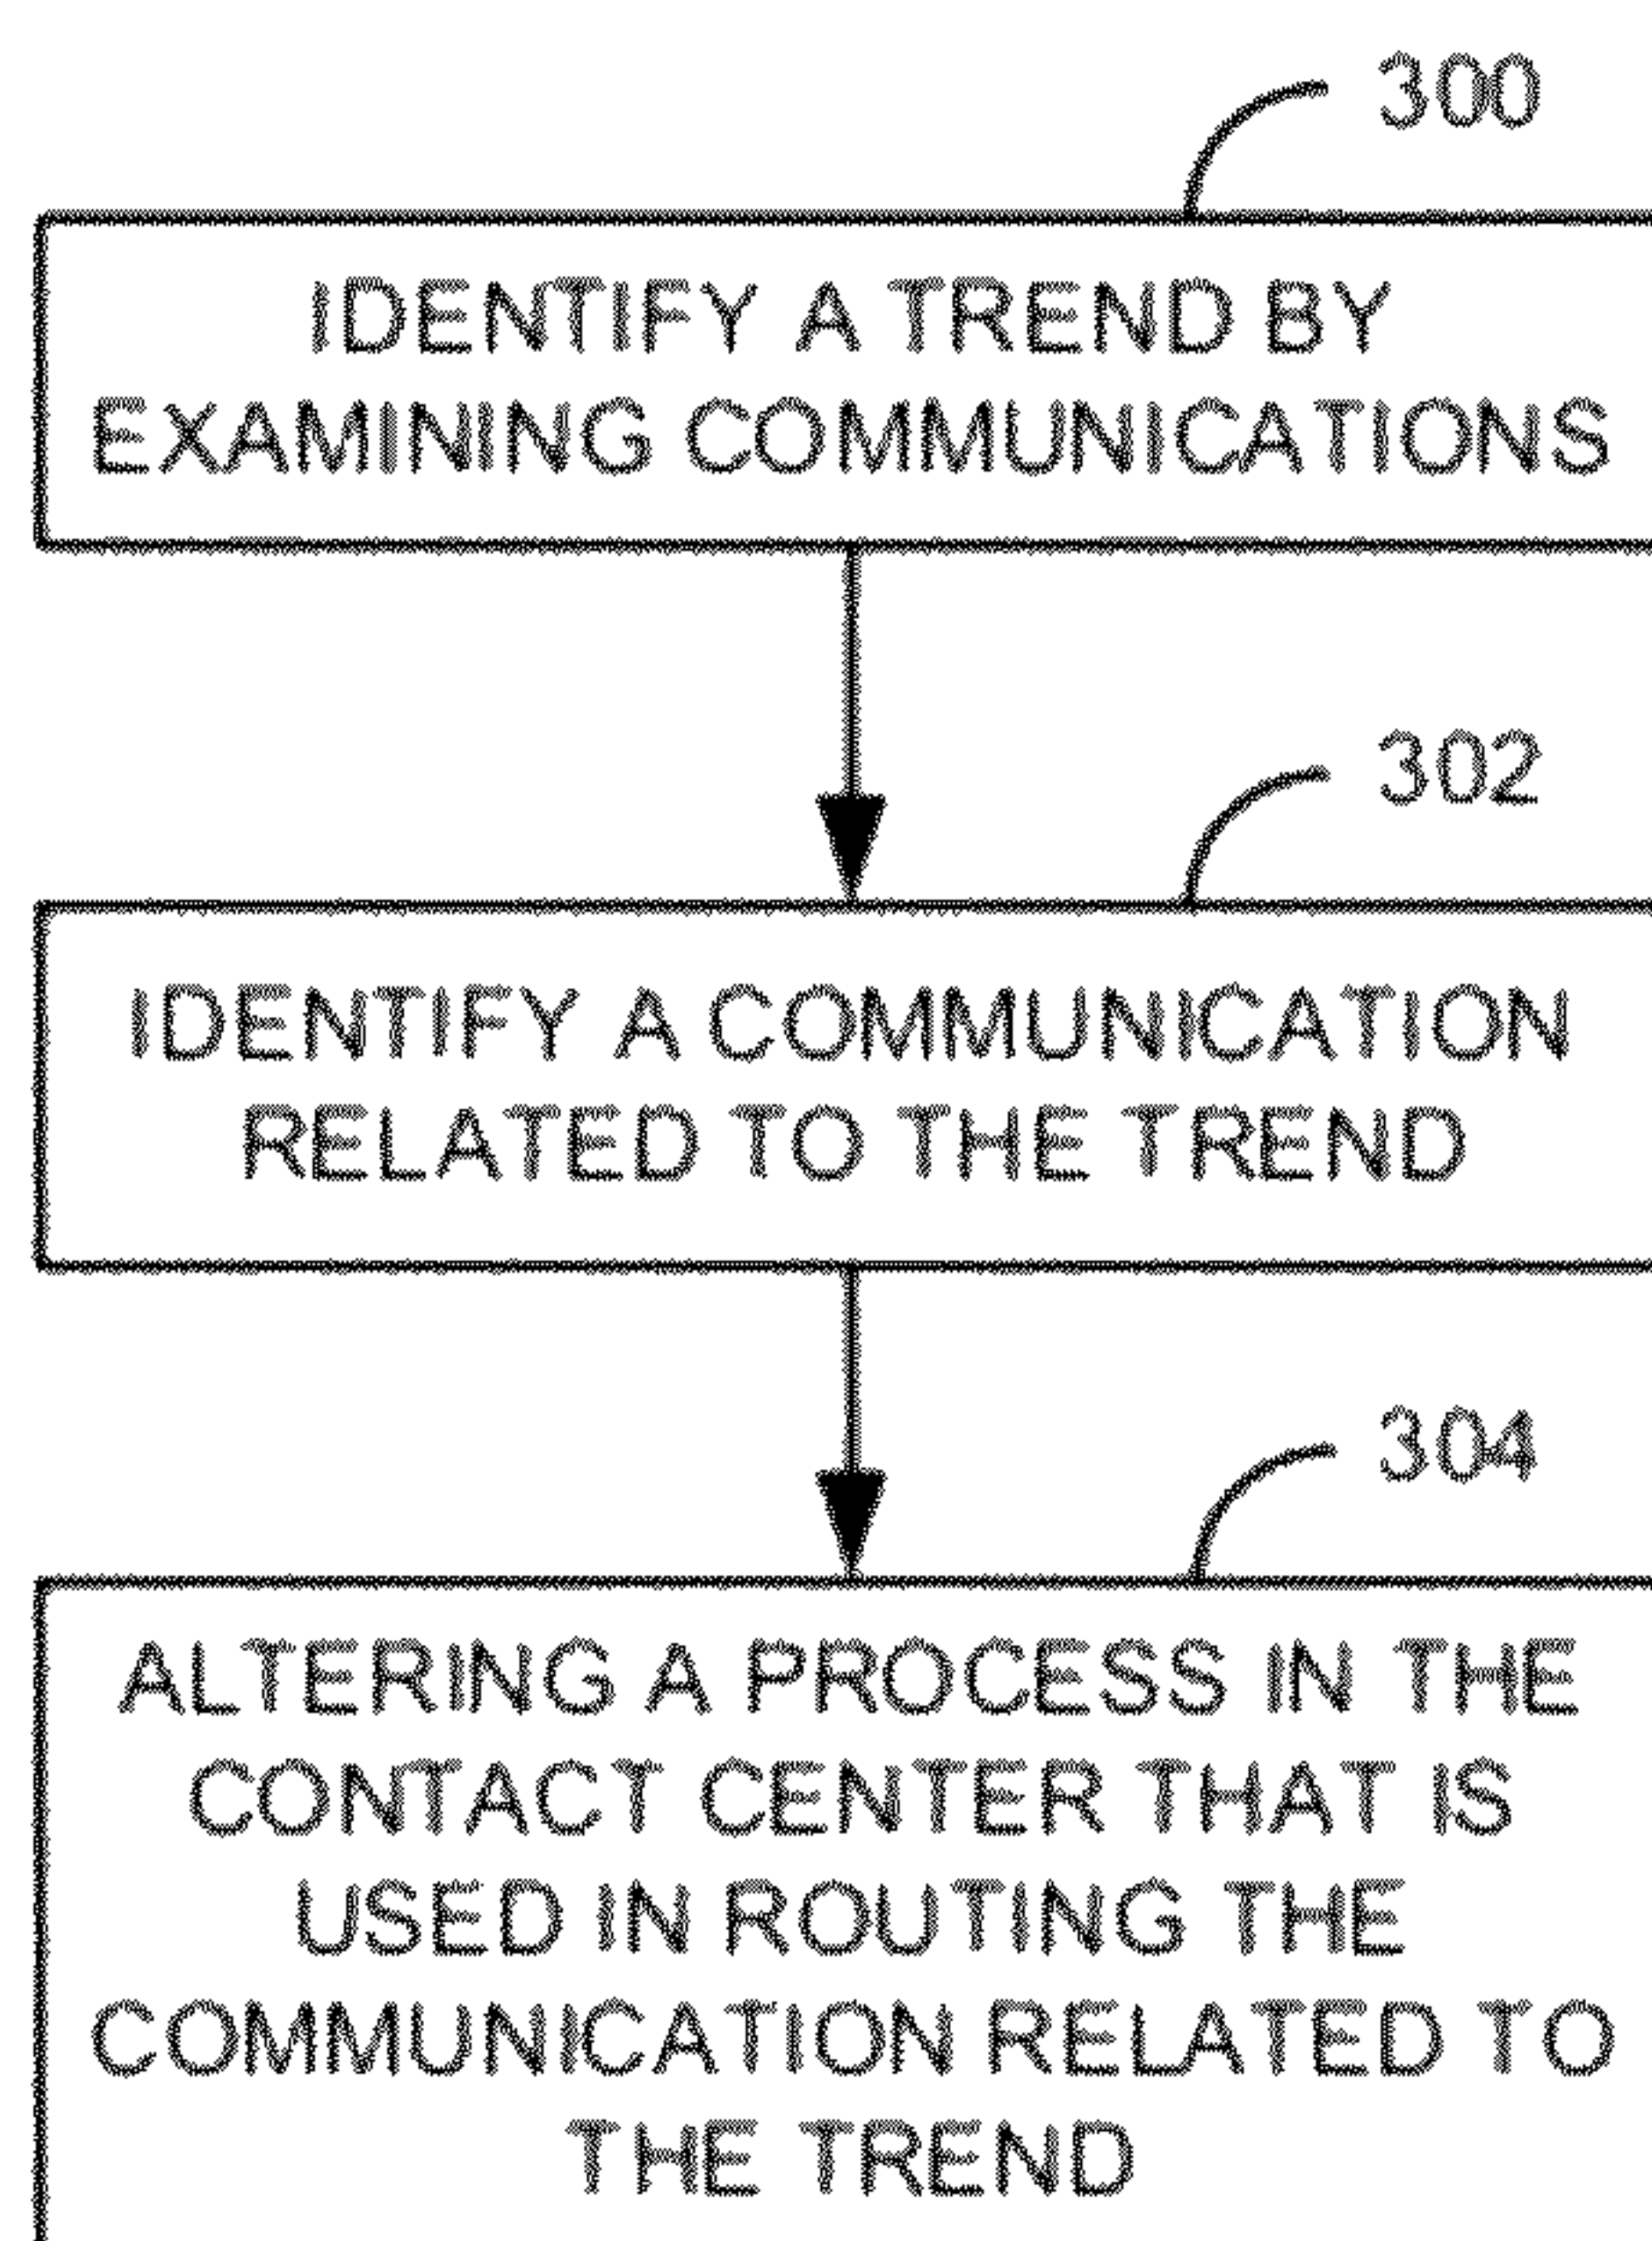 300
IDENTIFY A TREND BY
EXAMINING COMMUNICATIONS
302
IDENTIFY A COMMUNICATION
RELATED TO THE TREND
304
ALTERING A PROCESS IN THE
CONTACT CENTER THAT IS
USED IN ROUTING THE
COMMUNICATION RELATED TO
THE TREND